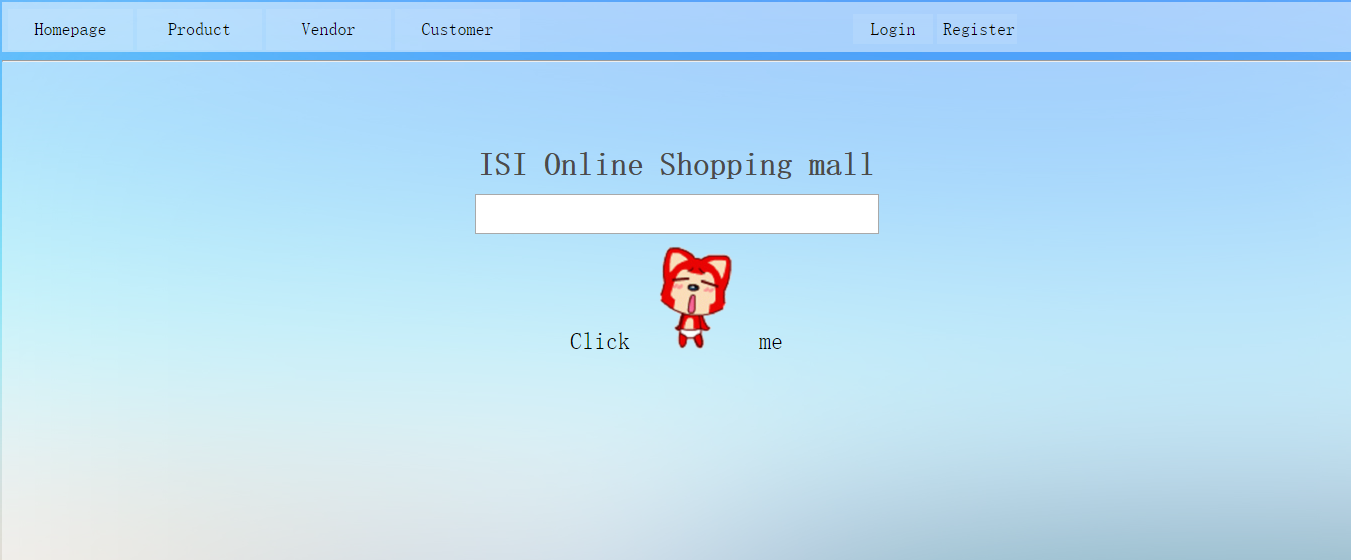 Homepage Product Vendor Customer Login Register
ISI Online Shopping mall
Click me